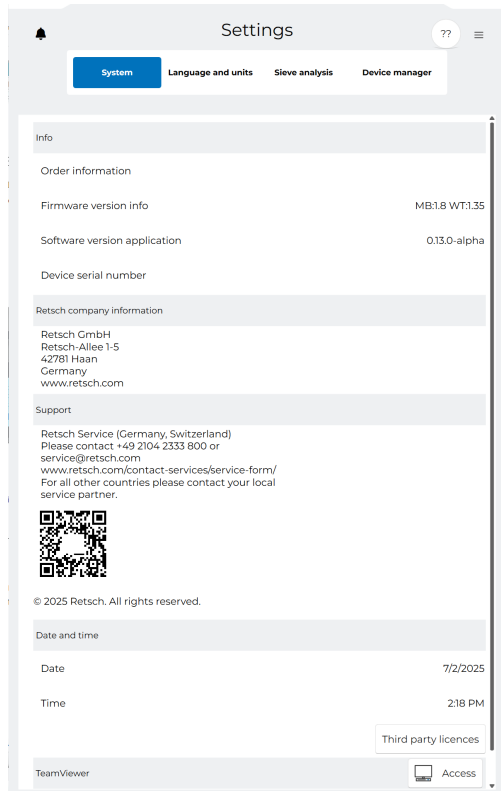 Settings
??
System
Language and units
Sieve analysis
Device manager
Info
Order information
Firmware version info MB:1.8 WT:1.35
Software version application 0.13.0-alpha
Device serial number
Retsch company information
Retsch GmbH
Retsch-Allee 1-5
42781 Haan
Germany
www.retsch.com
Support
Retsch Service (Germany, Switzerland)
Please contact +49 2104 2333 800 or
service@retsch.com
www.retsch.com/contact-services/service-form/
For all other countries please contact your local
service partner.
© 2025 Retsch. All rights reserved.
Date and time
Date 7/2/2025
Time 2:18 PM
Third party licences
TeamViewer Access